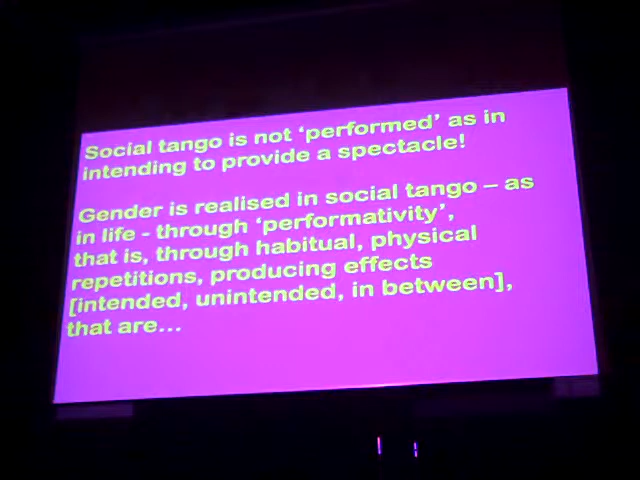 Social tango is not ‘performed’ as in
intending to provide a spectacle!
Gender is realised in social tango – as
in life - through ‘performativity’,
that is, through habitual, physical
repetitions, producing effects
[intended, unintended, in between],
that are...